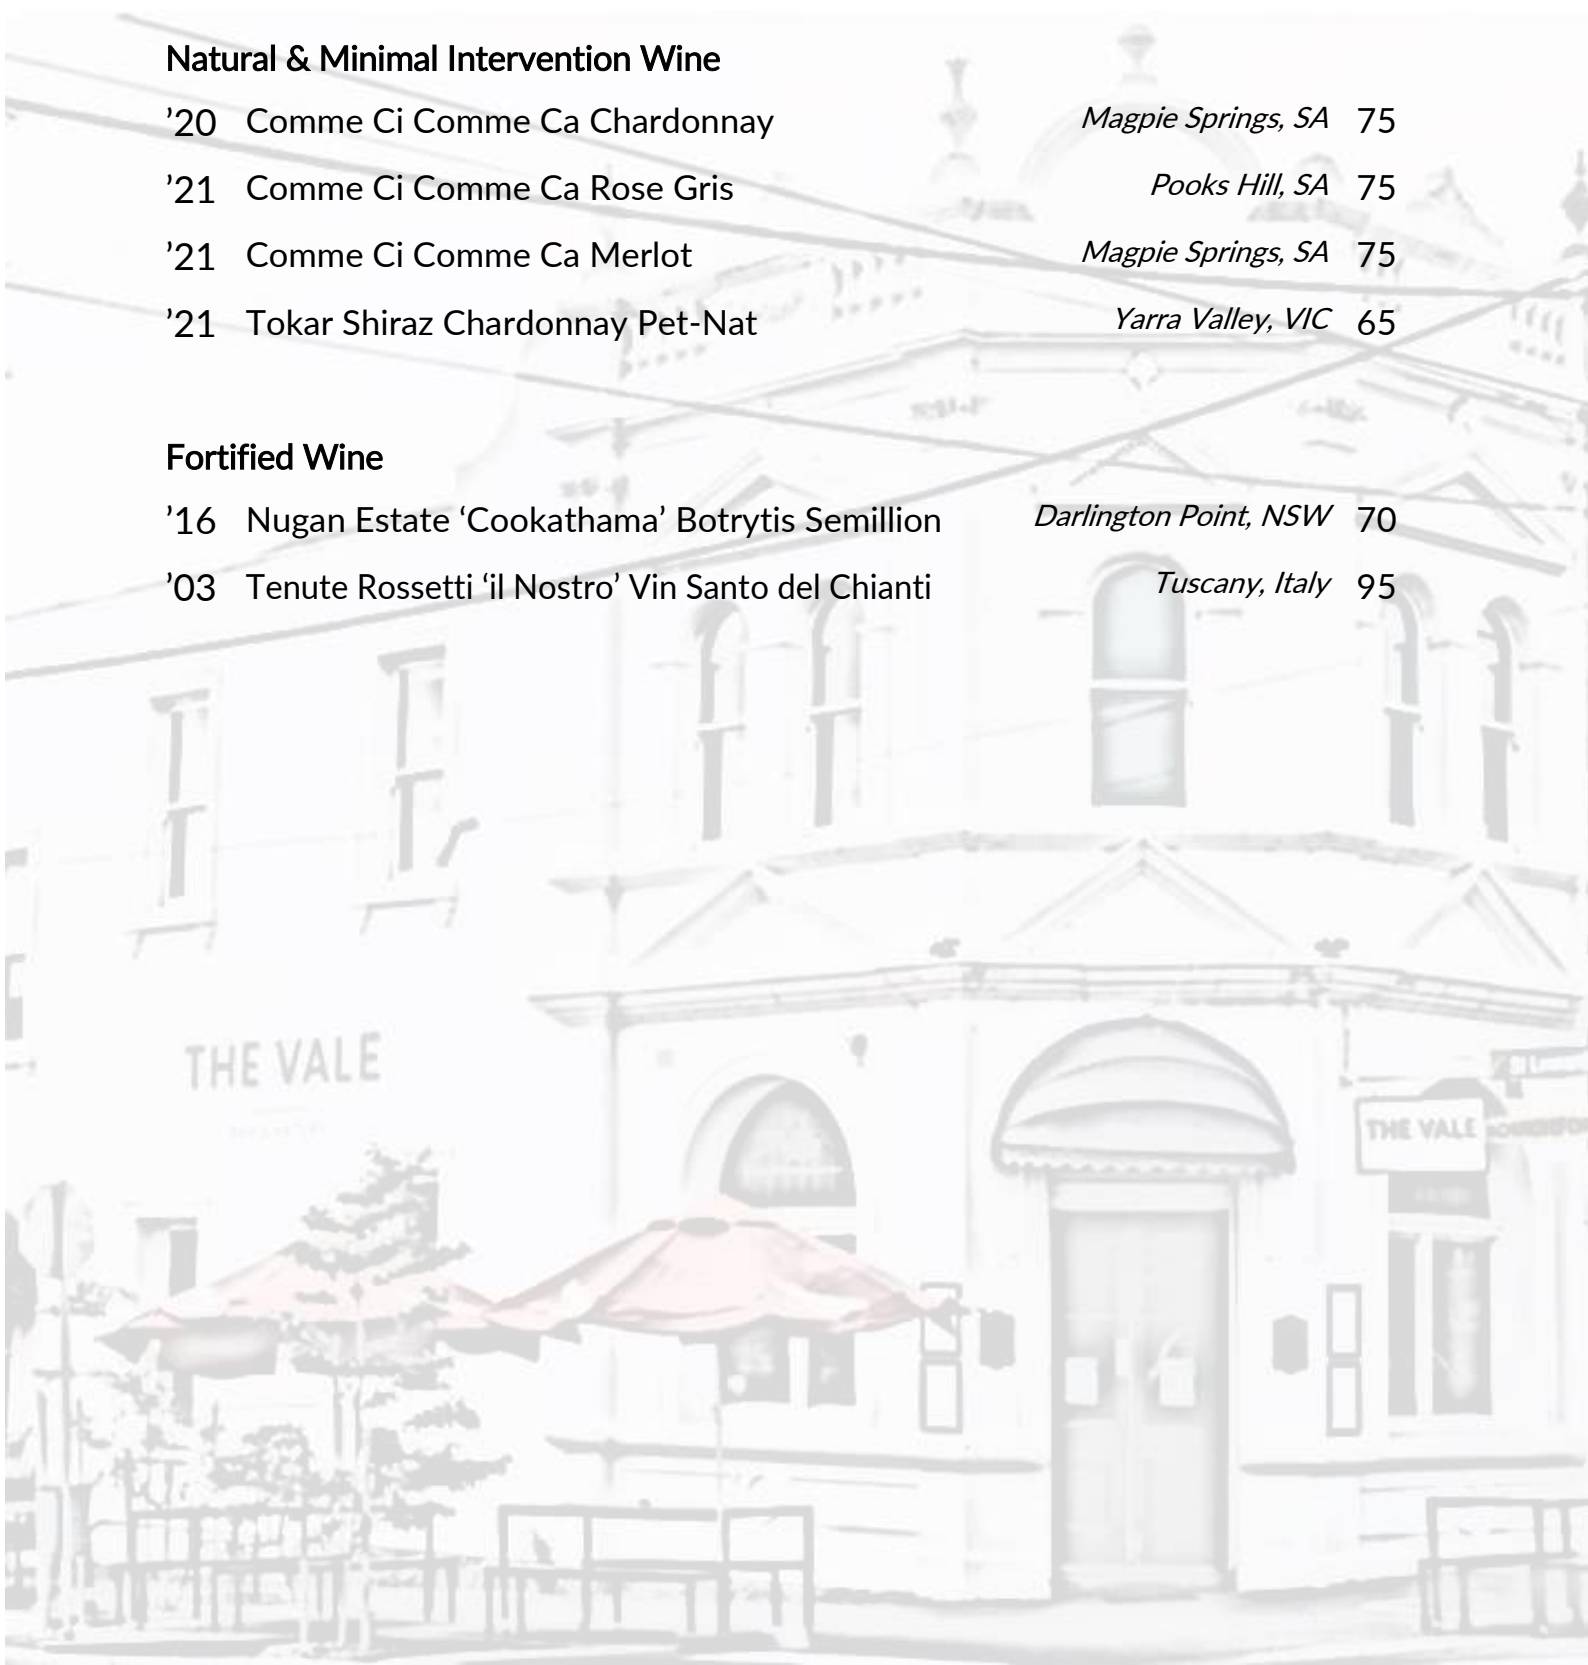 Natural & Minimal Intervention Wine
’20 Comme Ci Comme Ca Chardonnay Magpie Springs, SA 75
’21 Comme Ci Comme Ca Rose Gris Pooks Hill, SA 75
’21 Comme Ci Comme Ca Merlot Magpie Springs, SA 75
’21 Tokar Shiraz Chardonnay Pet-Nat Yarra Valley, VIC 65
Fortified Wine
’16 Nugan Estate ‘Cookathama’ Botrytis Semillion Darlington Point, NSW 70
’03 Tenute Rossetti ‘il Nostro’ Vin Santo del Chianti Tuscany, Italy 95
THE VALE
THE VALE